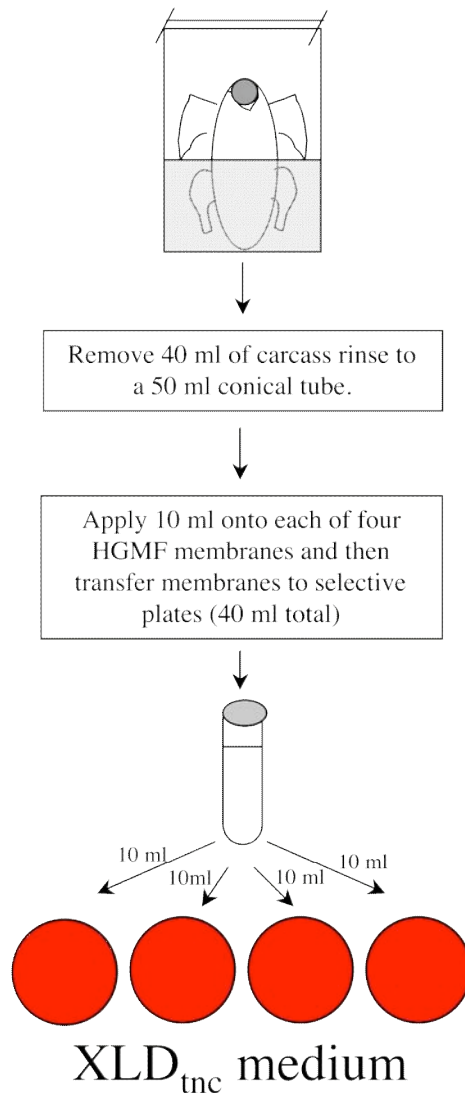 Remove 40 ml of carcass rinse to
a 50 ml conical tube.
Apply 10 ml onto each of four
HGMF membranes and then
transfer membranes to selective
plates (40 ml total)
10 ml
10ml
10 ml
10 ml
XLDtnc medium